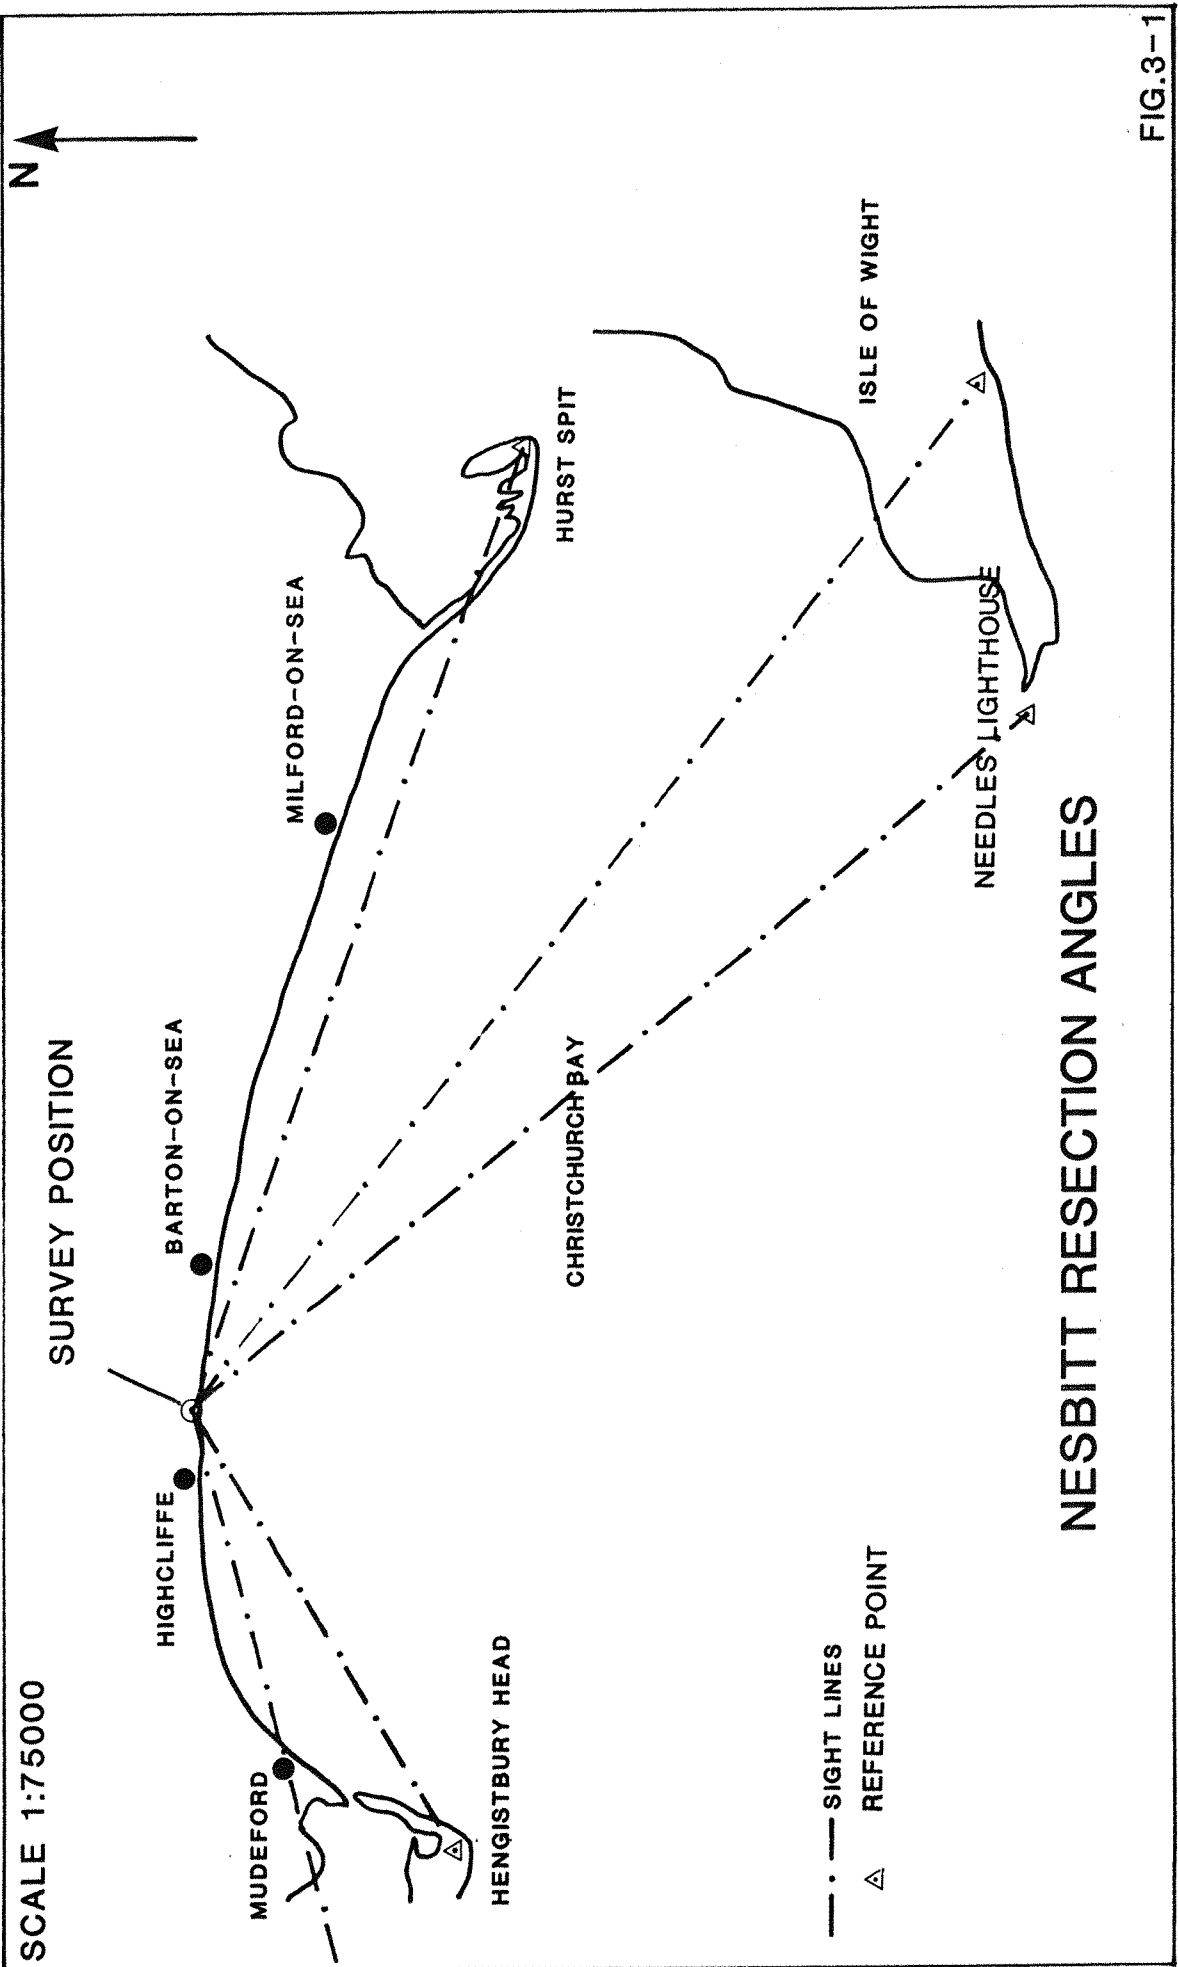 SCALE 1:75000
SURVEY POSITION
N
HIGHCLIFFE
BARTON-ON-SEA
MUDEFORD
MILFORD-ON-SEA
HENGISTBURY HEAD
CHRISTCHURCH BAY
HURST SPIT
ISLE OF WIGHT
NEEDLES LIGHTHOUSE
SIGHT LINES
REFERENCE POINT
NESBITT RESECTION ANGLES
FIG.3-1